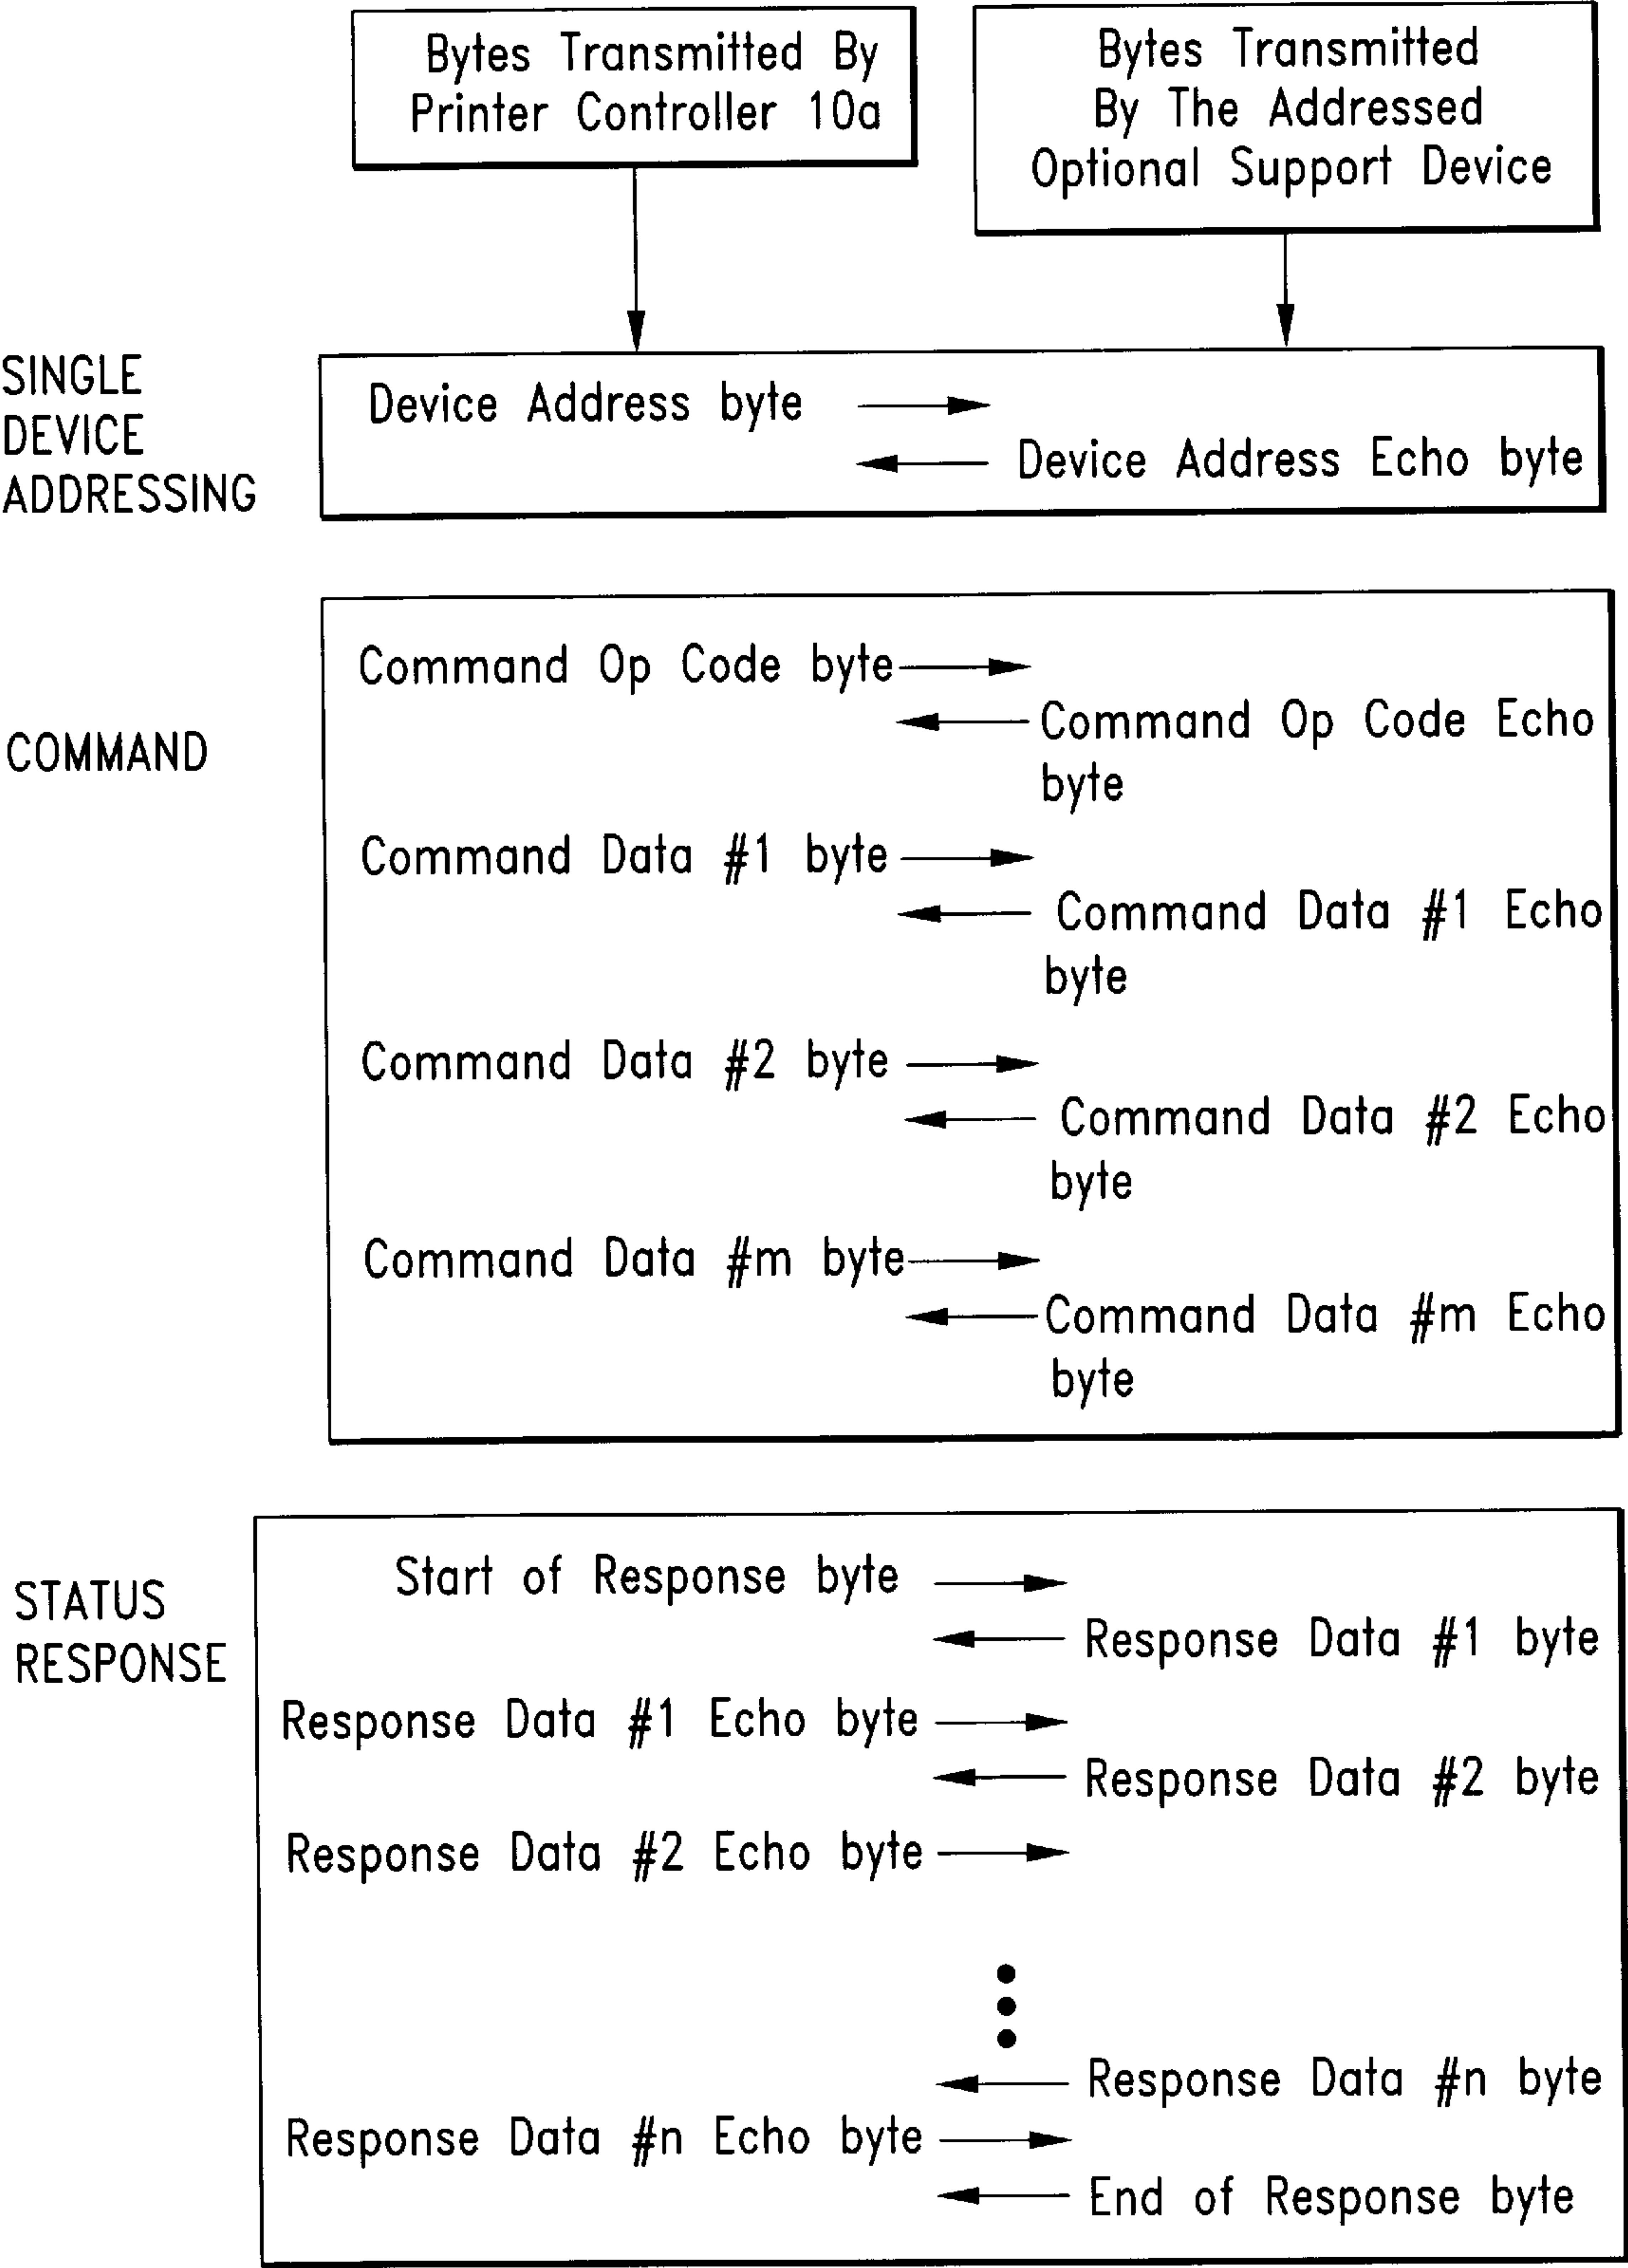 Bytes Transmitted By
Printer Controller 10a
Bytes Transmitted
By The Addressed
Optional Support Device
SINGLE
DEVICE
ADDRESSING
Device Address byte
Device Address Echo byte
COMMAND
Command Op Code byte
Command Op Code Echo
byte
Command Data #1 byte
Command Data #1 Echo
byte
Command Data #2 byte
Command Data #2 Echo
byte
Command Data #m byte
Command Data #m Echo
byte
STATUS
RESPONSE
Start of Response byte
Response Data #1 byte
Response Data #1 Echo byte
Response Data #2 byte
Response Data #2 Echo byte
Response Data #n byte
Response Data #n Echo byte
End of Response byte